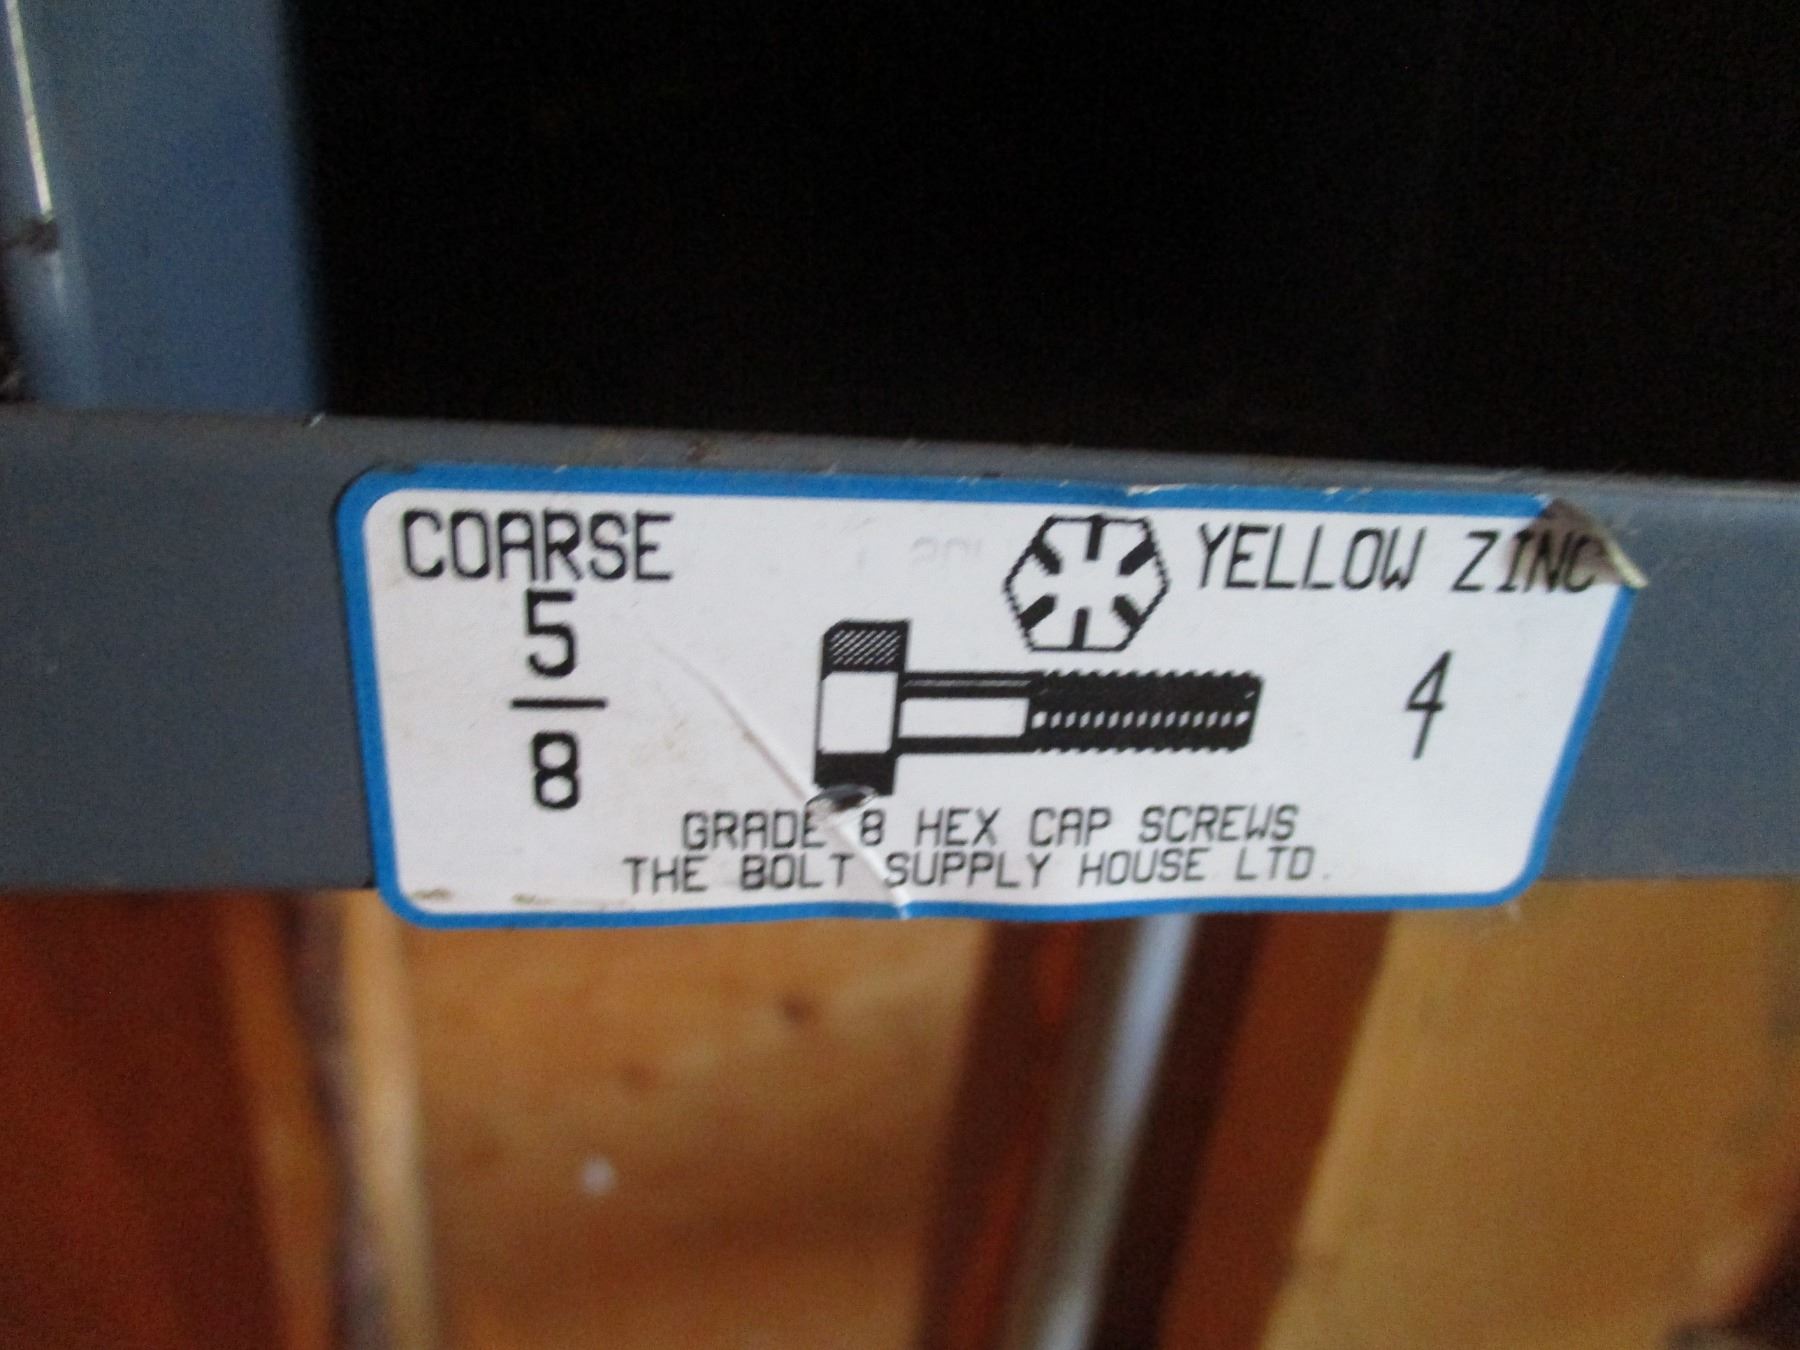 COARSE
YELLOW ZINC
5
8
4
GRADE 8 HEX CAP SCREWS
THE BOLT SUPPLY HOUSE LTD.